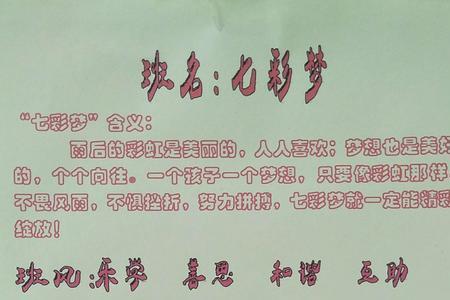 班名:七彩梦
“七彩梦”含义:
雨后的彩虹是美丽的,人人喜欢;梦想也是美好
的,个个向往。一个孩子一个梦想,只要像彩虹那样
不畏风雨,不惧挫折,努力拼搏,七彩梦就一定能精彩
绽放!
班风:乐学 善思 和谐 互助